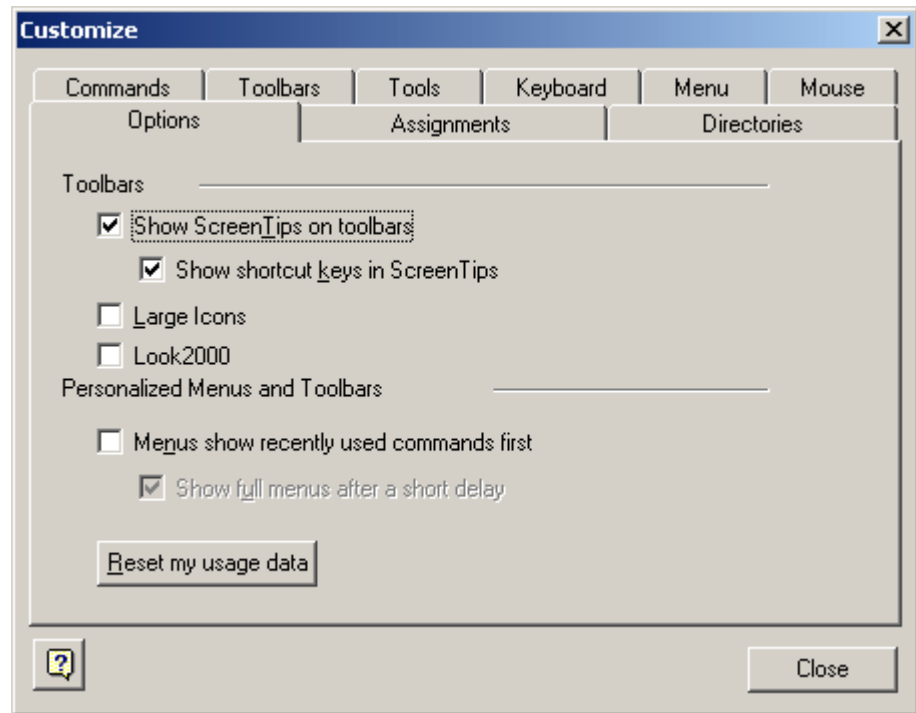 Customize
Commands Toolbars Tools Keyboard Menu Mouse
Options Assignments Directories
Toolbars
Show ScreenTips on toolbars
Show shortcut keys in ScreenTips
Large Icons
Look2000
Personalized Menus and Toolbars
Menus show recently used commands first
Show full menus after a short delay
Reset my usage data
?
Close